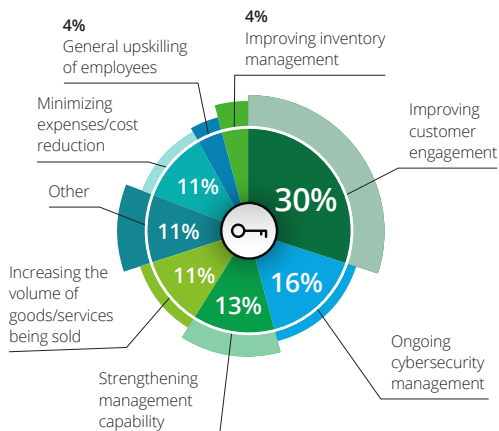 4%
General upskilling
of employees
4%
Improving inventory
management
Minimizing
expenses/cost
reduction
Improving
customer
engagement
Other
11%
30%
11%
11%
16%
13%
Increasing the
volume of
goods/services
being sold
Ongoing
cybersecurity
management
Strengthening
management
capability